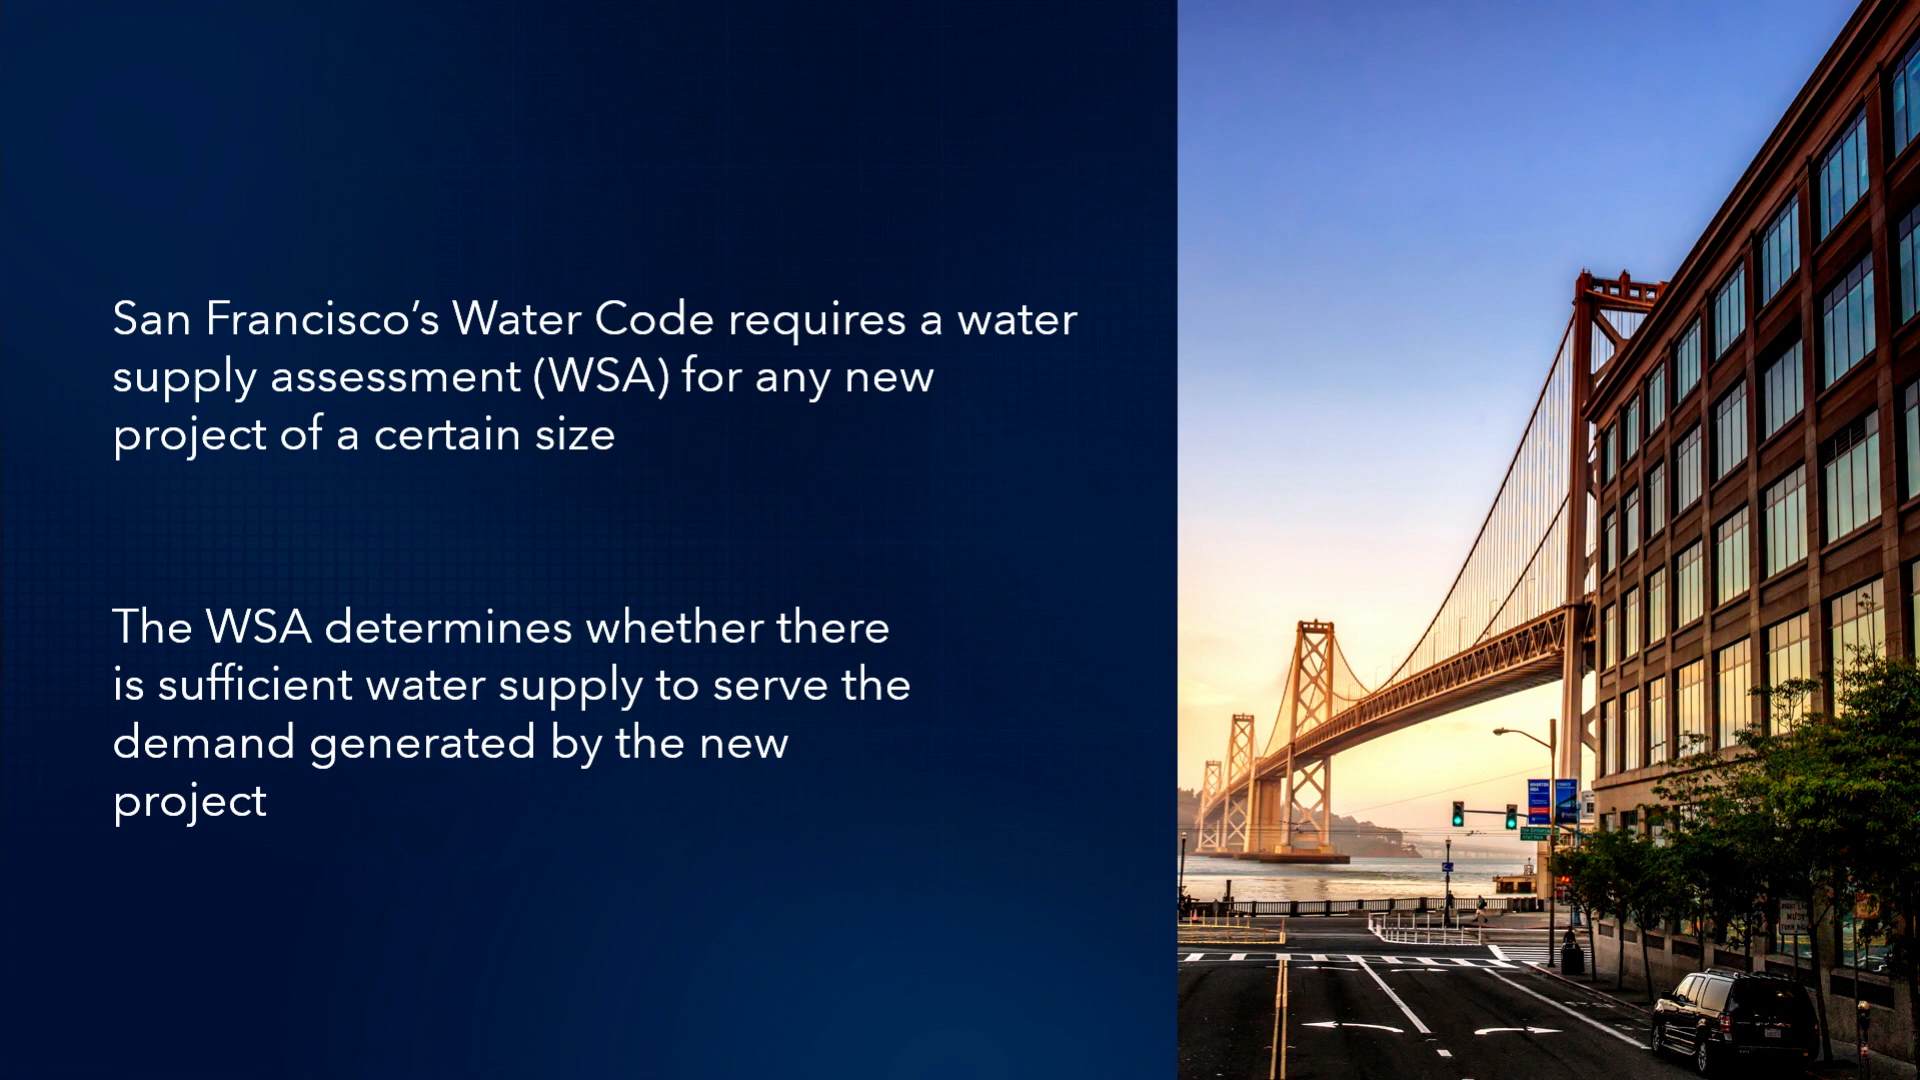 San Francisco’s Water Code requires a water
supply assessment (WSA) for any new
project of a certain size
The WSA determines whether there
is sufficient water supply to serve the
demand generated by the new
project